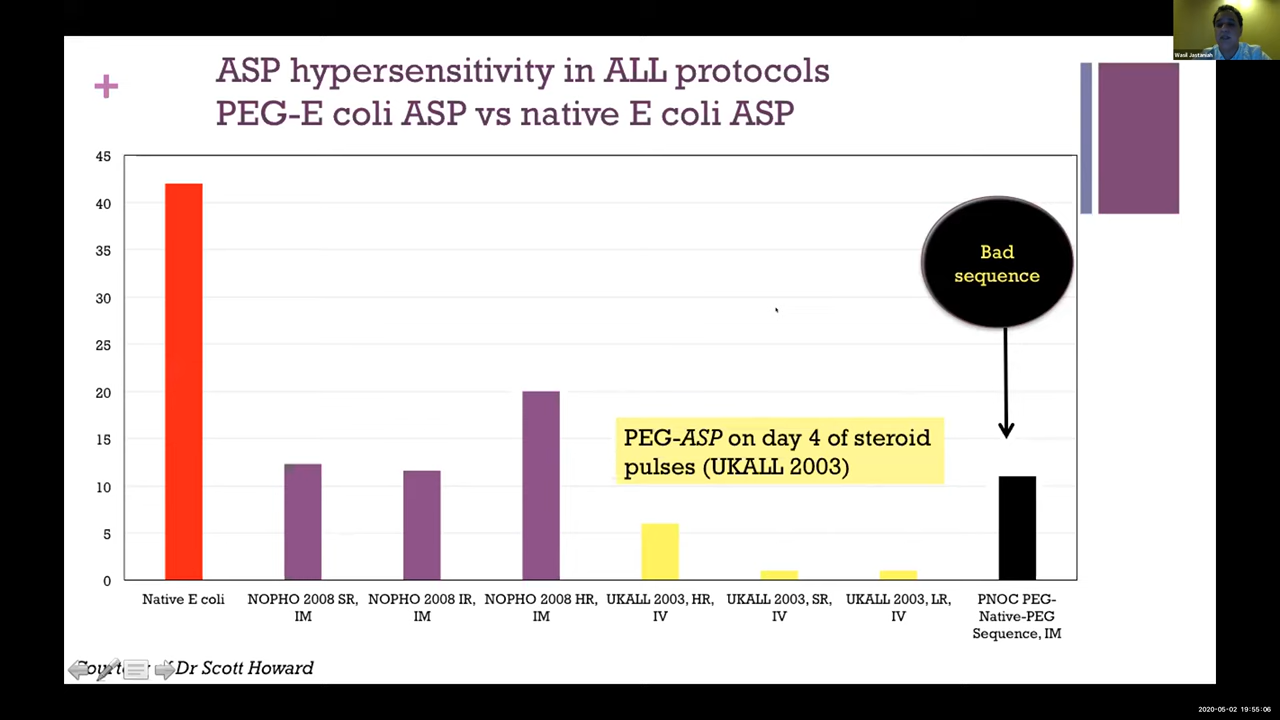 Wasil Jastaniah
+
ASP hypersensitivity in ALL protocols
PEG-E coli ASP vs native E coli ASP
45
40
35
30
25
20
15
10
5
0
Bad
sequence
PEG-ASP on day 4 of steroid
pulses (UKALL 2003)
Native E coli
NOPHO 2008 SR,
IM
NOPHO 2008 IR,
IM
NOPHO 2008 HR,
IM
UKALL 2003, HR,
IV
UKALL 2003, SR,
IV
UKALL 2003, LR,
IV
PNOC PEG-
Native-PEG
Sequence, IM
Dr Scott Howard
2020-05-02 19:55:06